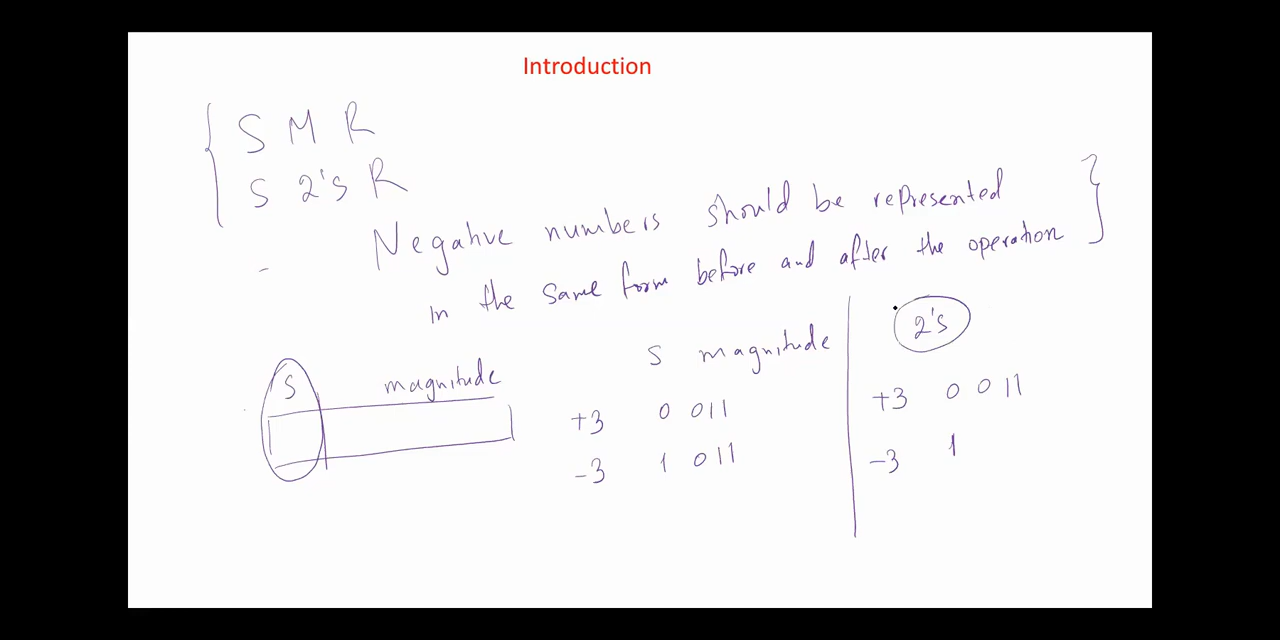 Introduction
S M R
S 2's R
Negative numbers should be represented
in the same form before and after the operation
S magnitude
2's
S magnitude
+3 0 011
-3 1 011
+3 0 011
-3 1